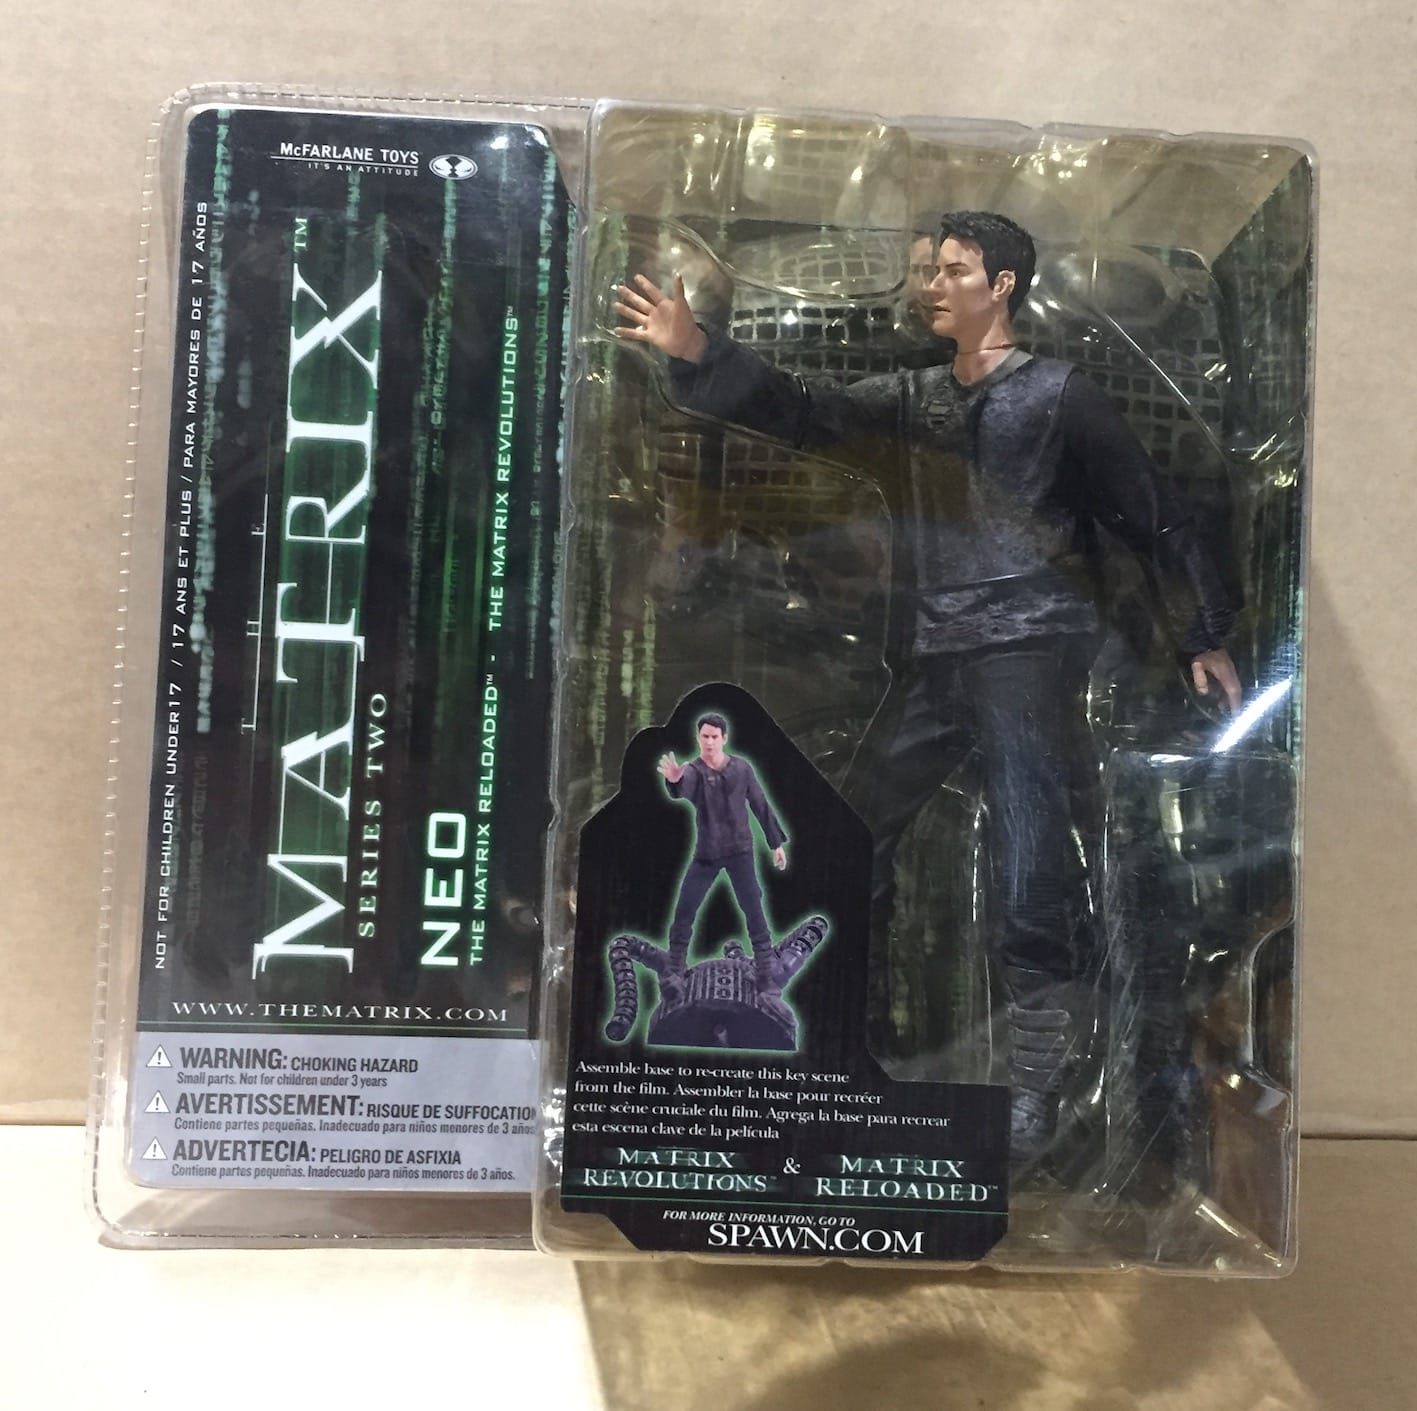 McFARLANE TOYS
IT'S AN ATTITUDE
NOT FOR CHILDREN UNDER17 / 17 ANS ET PLUS / PARA MAYORES DE 17 AÑOS
THE
MATRIX™
SERIES TWO
NEO
THE MATRIX RELOADED™ - THE MATRIX REVOLUTIONS™
WWW.THEMATRIX.COM
WARNING: CHOKING HAZARD
Small parts. Not for children under 3 years
AVERTISSEMENT: RISQUE DE SUFFOCATION
Contiene partes pequeñas. Inadecuado para niños menores de 3 años
ADVERTECIA: PELIGRO DE ASFIXIA
Contiene partes pequeñas. Inadecuado para niños menores de 3 años.
Assemble base to re-create this key scene
from the film. Assembler la base pour recréer
cette scène cruciale du film. Agrega la base para recrear
esta escena clave de la película
MATRIX
REVOLUTIONS™
&
MATRIX
RELOADED™
FOR MORE INFORMATION, GO TO
SPAWN.COM